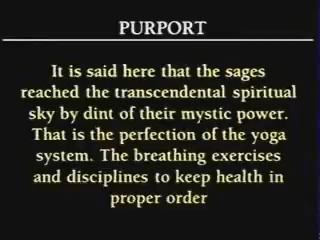 PURPORT
It is said here that the sages
reached the transcendental spiritual
sky by dint of their mystic power.
That is the perfection of the yoga
system. The breathing exercises
and disciplines to keep health in
proper order